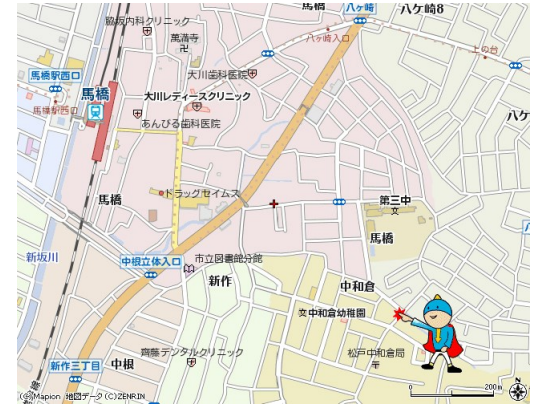 馬橋
八ケ崎
八ケ崎8
脇坂内科クリニック
萬満寺
八ヶ崎入口
上の台
大川歯科医院
馬橋駅西口
馬橋
大川レディースクリニック
馬橋駅西口
あんびる歯科医院
八ケ
ドラッグセイムス
第三中
馬橋
馬橋
新坂川
市立図書館分館
中根立体入口
新作
中和倉
中和倉幼稚園
新作三丁目
中根
齊藤デンタルクリニック
松戸中和倉局
0 200m
(C)Mapion 地図データ(C)ZENRIN